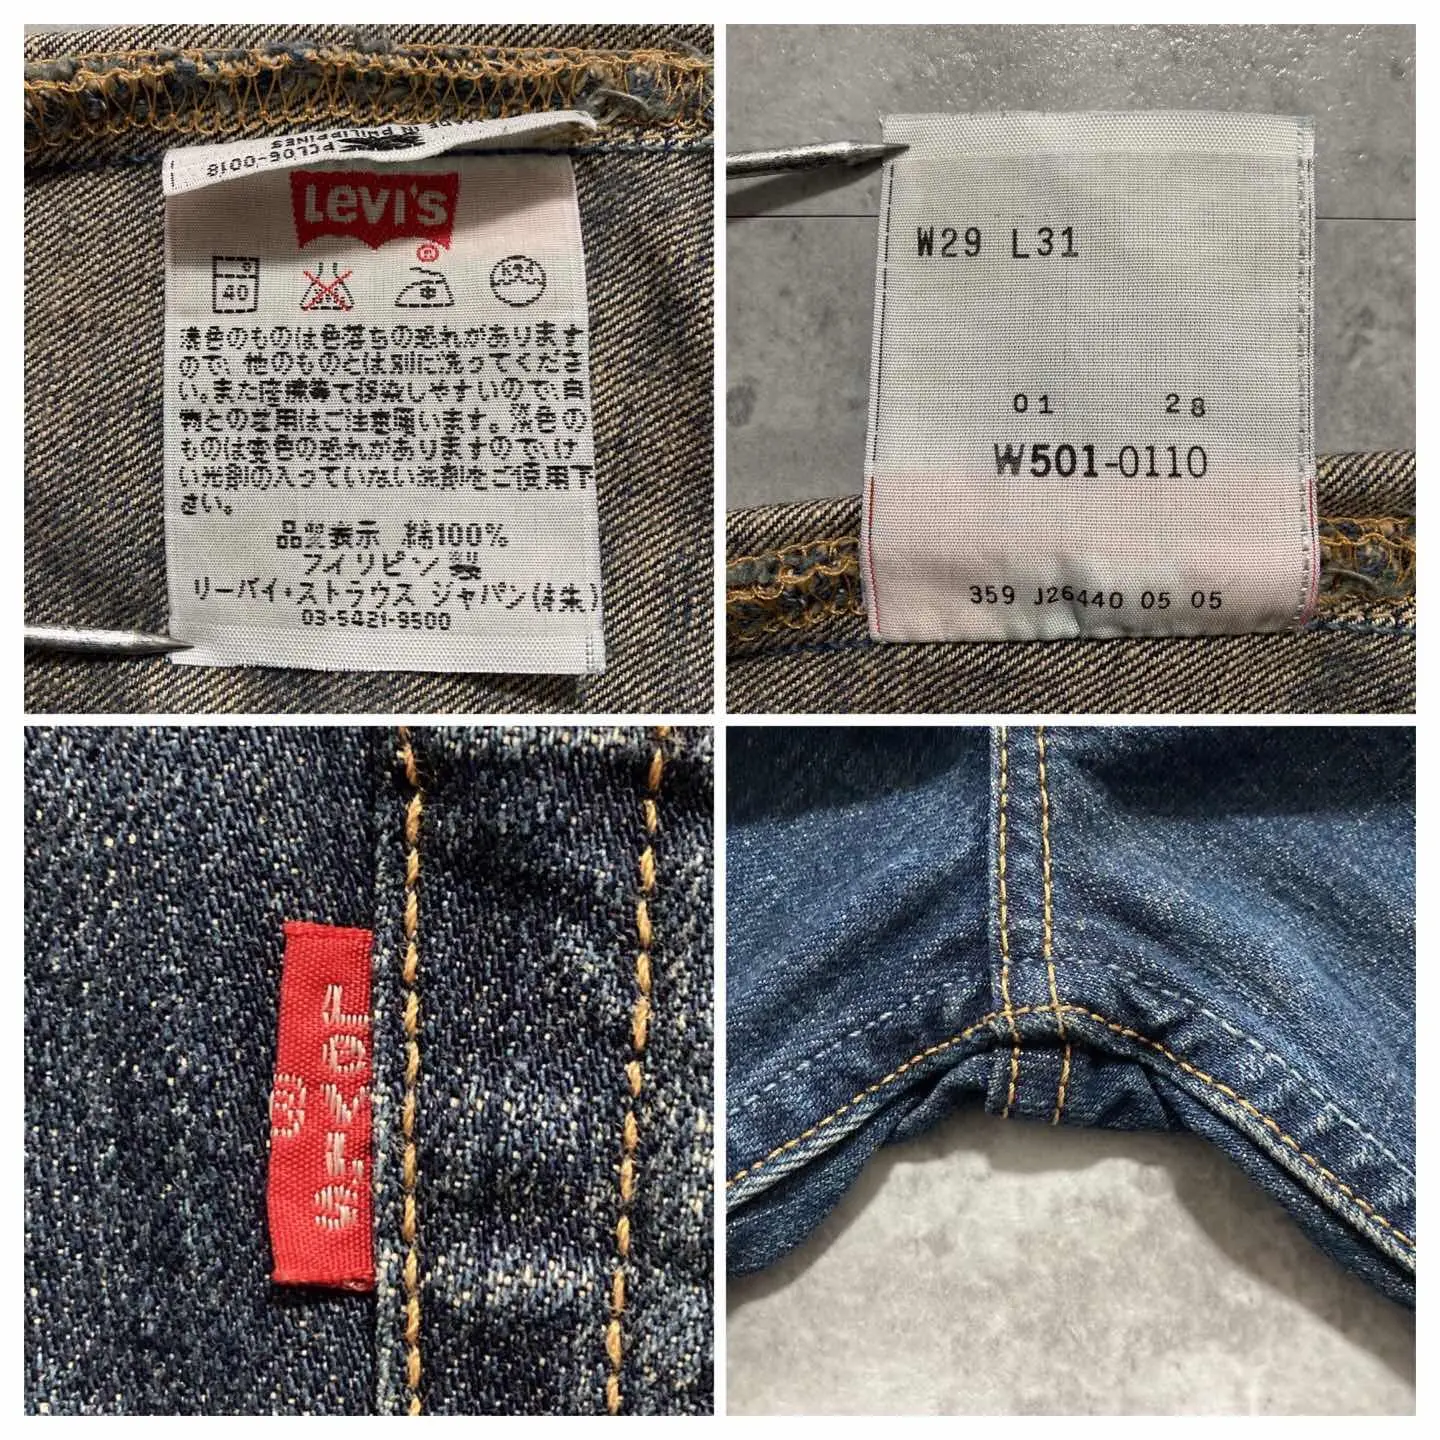 MADE IN PHILIPPINES
PCL06-0018
Levi's
®
40
中
ドライ
濃色のものは色落ちの恐れがあります
ので、他のものとは別に洗ってくださ
い。また摩擦等で移染しやすいので、白
物との着用はご注意願います。淡色の
ものは変色の恐れがありますので、け
い光剤の入っていない洗剤をご使用下
さい。
品質表示 綿100%
フィリピン製
リーバイ・ストラウス ジャパン(株)
03-5421-9500
W29 L31
01 28
W501-0110
359 J26440 05 05
LEVI'S
®